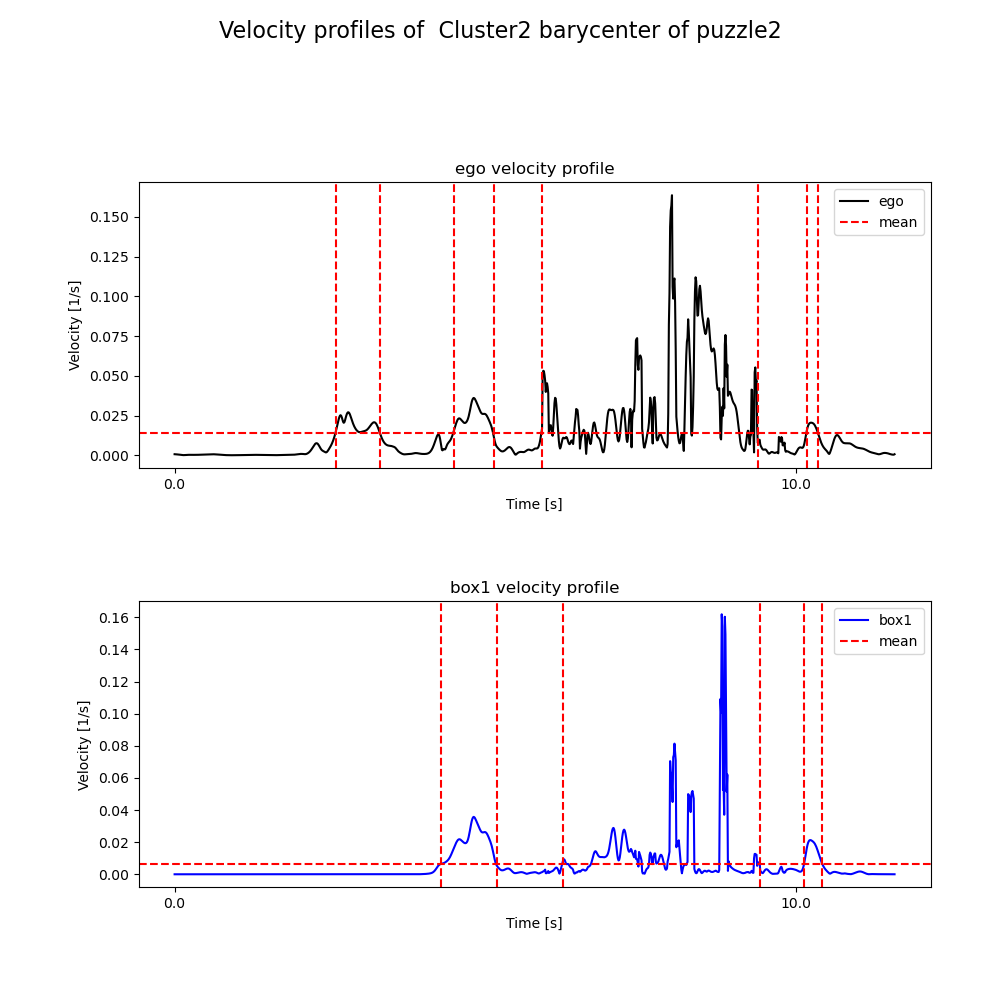 Velocity profiles of  Cluster2 barycenter of puzzle2
ego velocity profile
ego
mean
0.150
0.125
0.100
0.075
0.050
0.025
0.000
Velocity [1/s]
0.0
10.0
Time [s]
box1 velocity profile
box1
mean
0.16
0.14
0.12
0.10
0.08
0.06
0.04
0.02
0.00
Velocity [1/s]
0.0
10.0
Time [s]